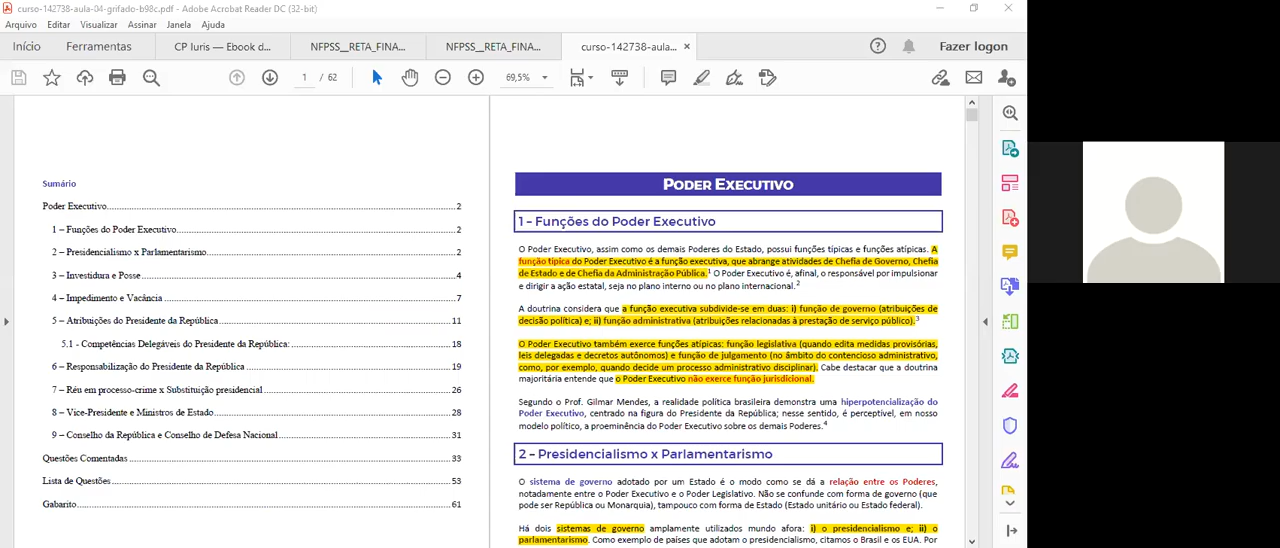 curso-142738-aula-04-grifado-b98c.pdf - Adobe Acrobat Reader DC (32-bit)
Arquivo Editar Visualizar Assinar Janela Ajuda
Início Ferramentas CP Iuris — Ebook d... NFPSS_RETA_FINA... NFPSS_RETA_FINA... curso-142738-aula... × Fazer logon
1 / 62 69,5%
Sumário
Poder Executivo 2
1 – Funções do Poder Executivo 2
2 – Presidencialismo x Parlamentarismo 2
3 – Investidura e Posse 4
4 – Impedimento e Vacância 7
5 – Atribuições do Presidente da República 11
5.1 - Competências Delegáveis do Presidente da República: 18
6 – Responsabilização do Presidente da República 19
7 – Réu em processo-crime x Substituição presidencial 26
8 – Vice-Presidente e Ministros de Estado 28
9 – Conselho da República e Conselho de Defesa Nacional 31
Questões Comentadas 33
Lista de Questões 53
Gabarito 61
PODER EXECUTIVO
1 – Funções do Poder Executivo
O Poder Executivo, assim como os demais Poderes do Estado, possui funções típicas e funções atípicas. A
função típica do Poder Executivo é a função executiva, que abrange atividades de Chefia de Governo, Chefia
de Estado e de Chefia da Administração Pública.1 O Poder Executivo é, afinal, o responsável por impulsionar
e dirigir a ação estatal, seja no plano interno ou no plano internacional.2
A doutrina considera que a função executiva subdivide-se em duas: i) função de governo (atribuições de
decisão política) e; ii) função administrativa (atribuições relacionadas à prestação de serviço público).3
O Poder Executivo também exerce funções atípicas: função legislativa (quando edita medidas provisórias,
leis delegadas e decretos autônomos) e função de julgamento (no âmbito do contencioso administrativo,
como, por exemplo, quando decide um processo administrativo disciplinar). Cabe destacar que a doutrina
majoritária entende que o Poder Executivo não exerce função jurisdicional.
Segundo o Prof. Gilmar Mendes, a realidade política brasileira demonstra uma hiperpotencialização do
Poder Executivo, centrado na figura do Presidente da República; nesse sentido, é perceptível, em nosso
modelo político, a proeminência do Poder Executivo sobre os demais Poderes.4
2 – Presidencialismo x Parlamentarismo
O sistema de governo adotado por um Estado é o modo como se dá a relação entre os Poderes,
notadamente entre o Poder Executivo e o Poder Legislativo. Não se confunde com forma de governo (que
pode ser República ou Monarquia), tampouco com forma de Estado (Estado unitário ou Estado federal).
Há dois sistemas de governo amplamente utilizados mundo afora: i) o presidencialismo e; ii) o
parlamentarismo. Como exemplo de países que adotam o presidencialismo, citamos o Brasil e os EUA. Por